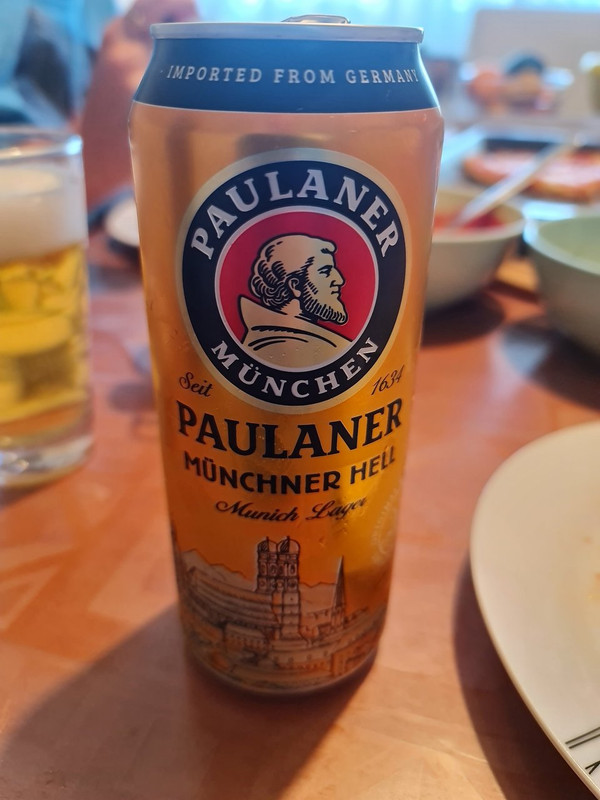 IMPORTED FROM GERMANY
PAULANER
MÜNCHEN
Seit 1634
PAULANER
MÜNCHNER HELL
Munich Lager